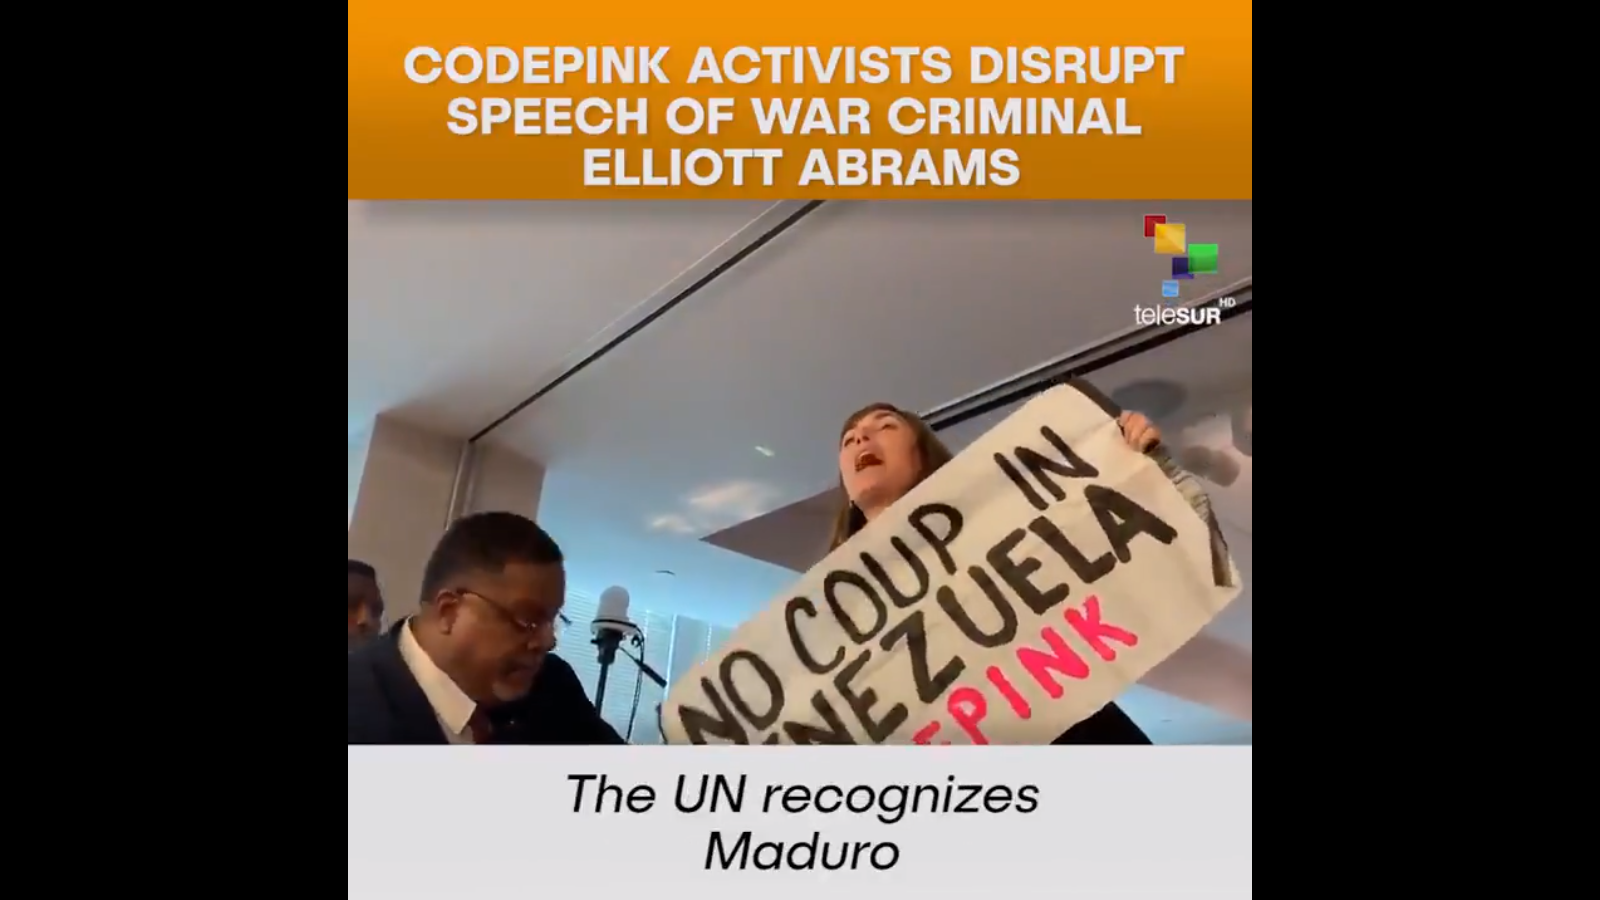 CODEPINK ACTIVISTS DISRUPT
SPEECH OF WAR CRIMINAL
ELLIOTT ABRAMS
teleSUR HD
NO COUP IN
VENEZUELA
EPINK
The UN recognizes
Maduro